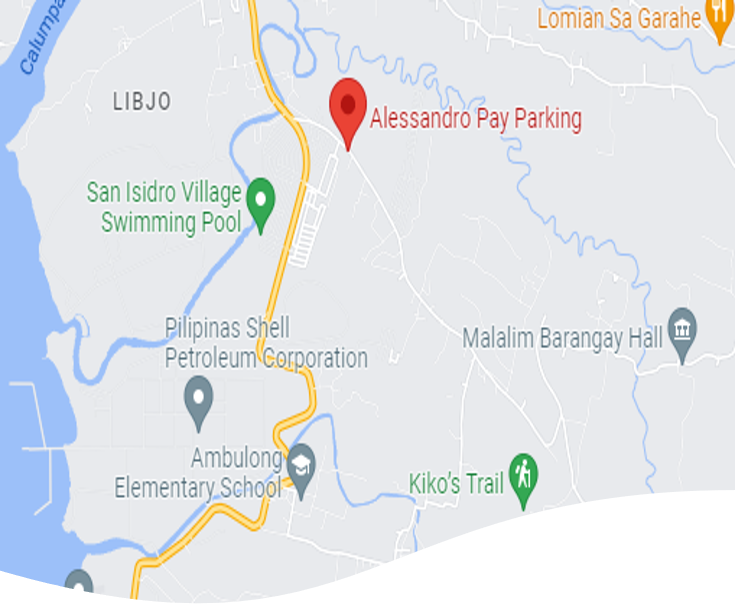 Lomian Sa Garahe
Calumpa
LIBJO
Alessandro Pay Parking
San Isidro Village
Swimming Pool
Pilipinas Shell
Petroleum Corporation
Malalim Barangay Hall
Ambulong
Elementary School
Kiko's Trail